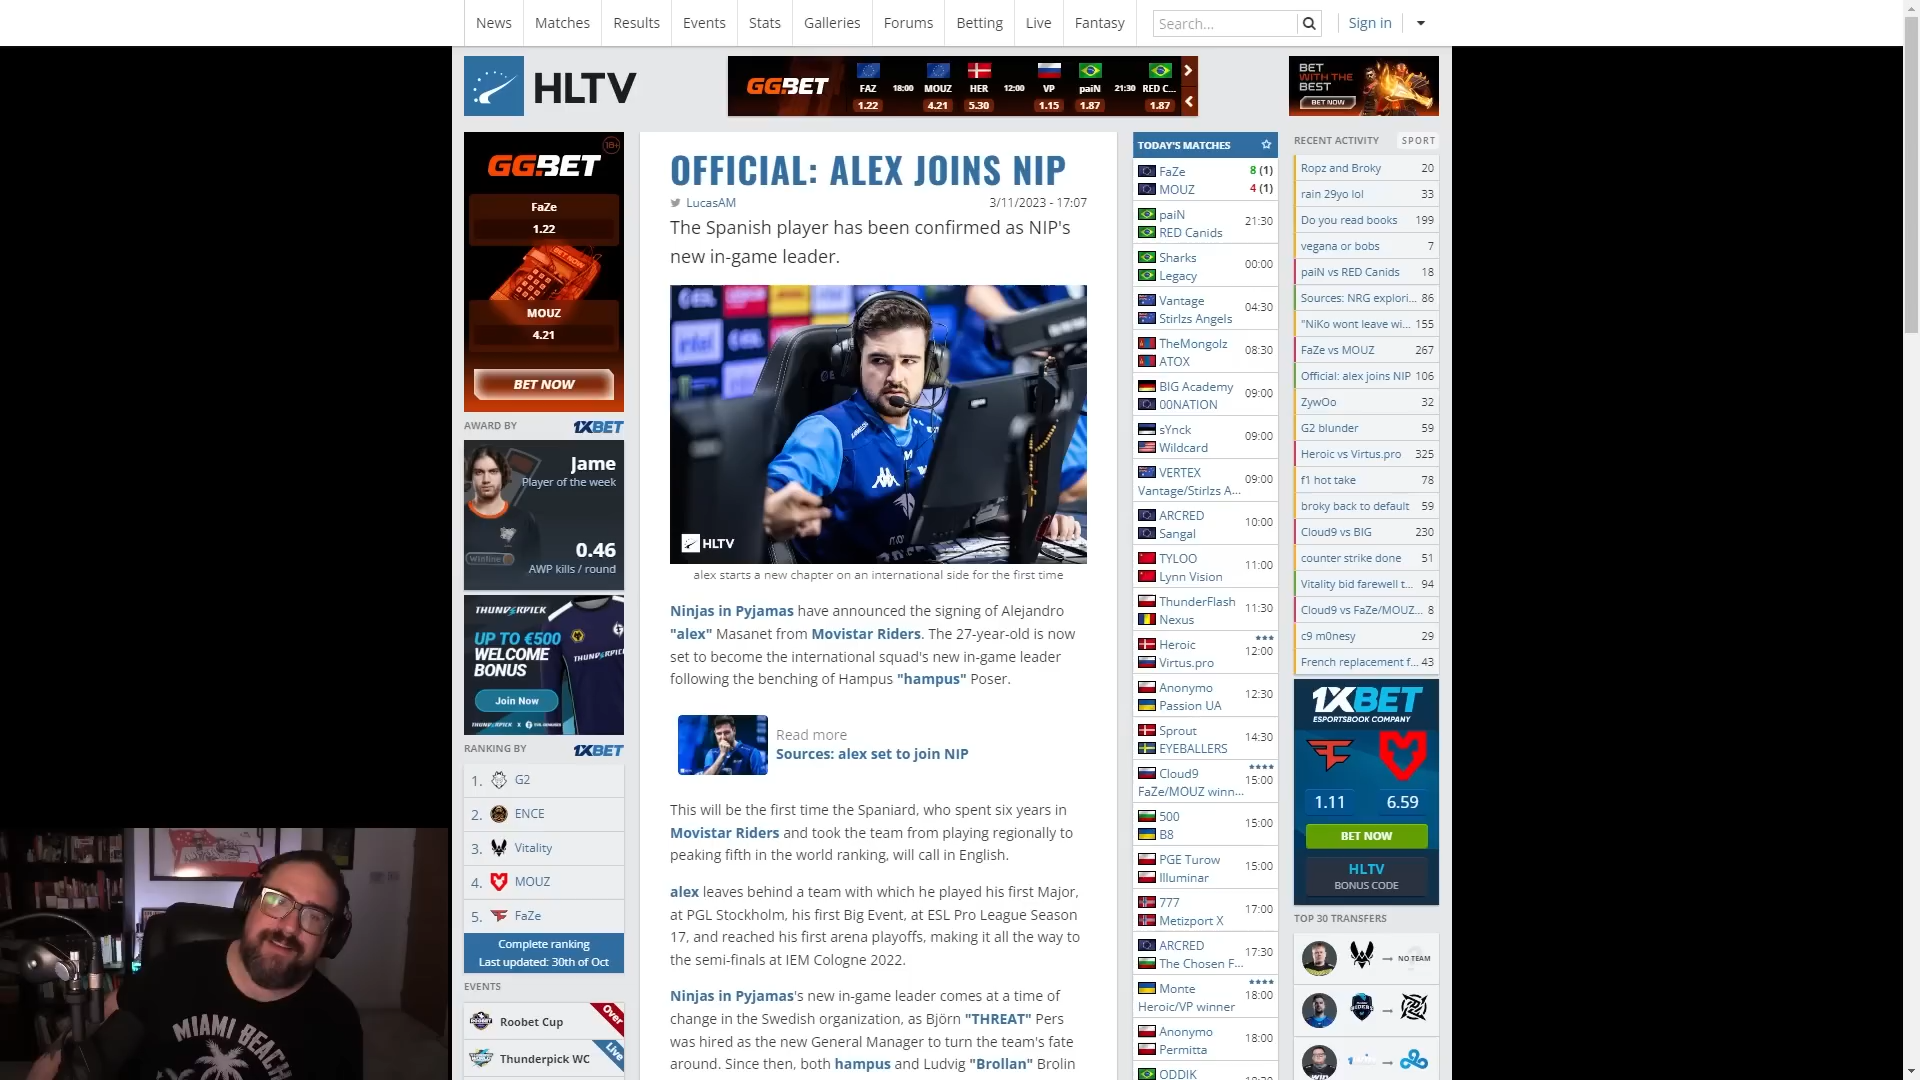 News
Matches
Results
Events
Stats
Galleries
Forums
Betting
Live
Fantasy
Search...
Sign in
HLTV
GG.BET
FAZ 18:00 MOUZ HER 12:00 VP paiN 21:30 RED C...
1.22 4.21 5.30 1.15 1.87 1.87
BET
WITH THE
BEST
BET NOW
GG.BET
18+
FaZe
1.22
BET NOW
MOUZ
4.21
BET NOW
AWARD BY
1XBET
Jame
Player of the week
Winline
0.46
AWP kills / round
THUNDERPICK
UP TO €500
WELCOME
BONUS
THUNDERPICK
Join Now
RANKING BY
1XBET
1. G2
2. ENCE
3. Vitality
4. MOUZ
5. FaZe
Complete ranking
Last updated: 30th of Oct
EVENTS
Roobet Cup
Over
Thunderpick WC
Live
OFFICIAL: ALEX JOINS NIP
LucasAM
3/11/2023 - 17:07
The Spanish player has been confirmed as NIP's
new in-game leader.
intel
HLTV
alex starts a new chapter on an international side for the first time
Ninjas in Pyjamas have announced the signing of Alejandro
"alex" Masanet from Movistar Riders. The 27-year-old is now
set to become the international squad's new in-game leader
following the benching of Hampus "hampus" Poser.
Read more
Sources: alex set to join NIP
This will be the first time the Spaniard, who spent six years in
Movistar Riders and took the team from playing regionally to
peaking fifth in the world ranking, will call in English.
alex leaves behind a team with which he played his first Major,
at PGL Stockholm, his first Big Event, at ESL Pro League Season
17, and reached his first arena playoffs, making it all the way to
the semi-finals at IEM Cologne 2022.
Ninjas in Pyjamas's new in-game leader comes at a time of
change in the Swedish organization, as Björn "THREAT" Pers
was hired as the new General Manager to turn the team's fate
around. Since then, both hampus and Ludvig "Brollan" Brolin
TODAY'S MATCHES
FaZe 8 (1)
MOUZ 4 (1)
paiN
RED Canids
21:30
Sharks
Legacy
00:00
Vantage
Stirlzs Angels
04:30
TheMongolz
ATOX
08:30
BIG Academy
00NATION
09:00
sYnck
Wildcard
09:00
VERTEX
Vantage/Stirlzs A...
09:00
ARCRED
Sangal
10:00
TYLOO
Lynn Vision
11:00
ThunderFlash
Nexus
11:30
Heroic
Virtus.pro
12:00
Anonymo
Passion UA
12:30
Sprout
EYEBALLERS
14:30
Cloud9
FaZe/MOUZ winn...
15:00
500
B8
15:00
PGE Turow
Illuminar
15:00
777
Metizport X
17:00
ARCRED
The Chosen F...
17:30
Monte
Heroic/VP winner
18:00
Anonymo
Permitta
18:00
ODDIK
RECENT ACTIVITY
SPORT
Ropz and Broky 20
rain 29yo lol 33
Do you read books 199
vegana or bobs 7
paiN vs RED Canids 18
Sources: NRG explori... 86
"NiKo wont leave wi... 155
FaZe vs MOUZ 267
Official: alex joins NIP 106
ZywOo 32
G2 blunder 59
Heroic vs Virtus.pro 325
f1 hot take 78
broky back to default 59
Cloud9 vs BIG 230
counter strike done 51
Vitality bid farewell t... 94
Cloud9 vs FaZe/MOUZ... 8
c9 m0nesy 29
French replacement f... 43
1XBET
ESPORTSBOOK COMPANY
1.11 6.59
BET NOW
HLTV
BONUS CODE
TOP 30 TRANSFERS
NO TEAM
MIAMI BEACH